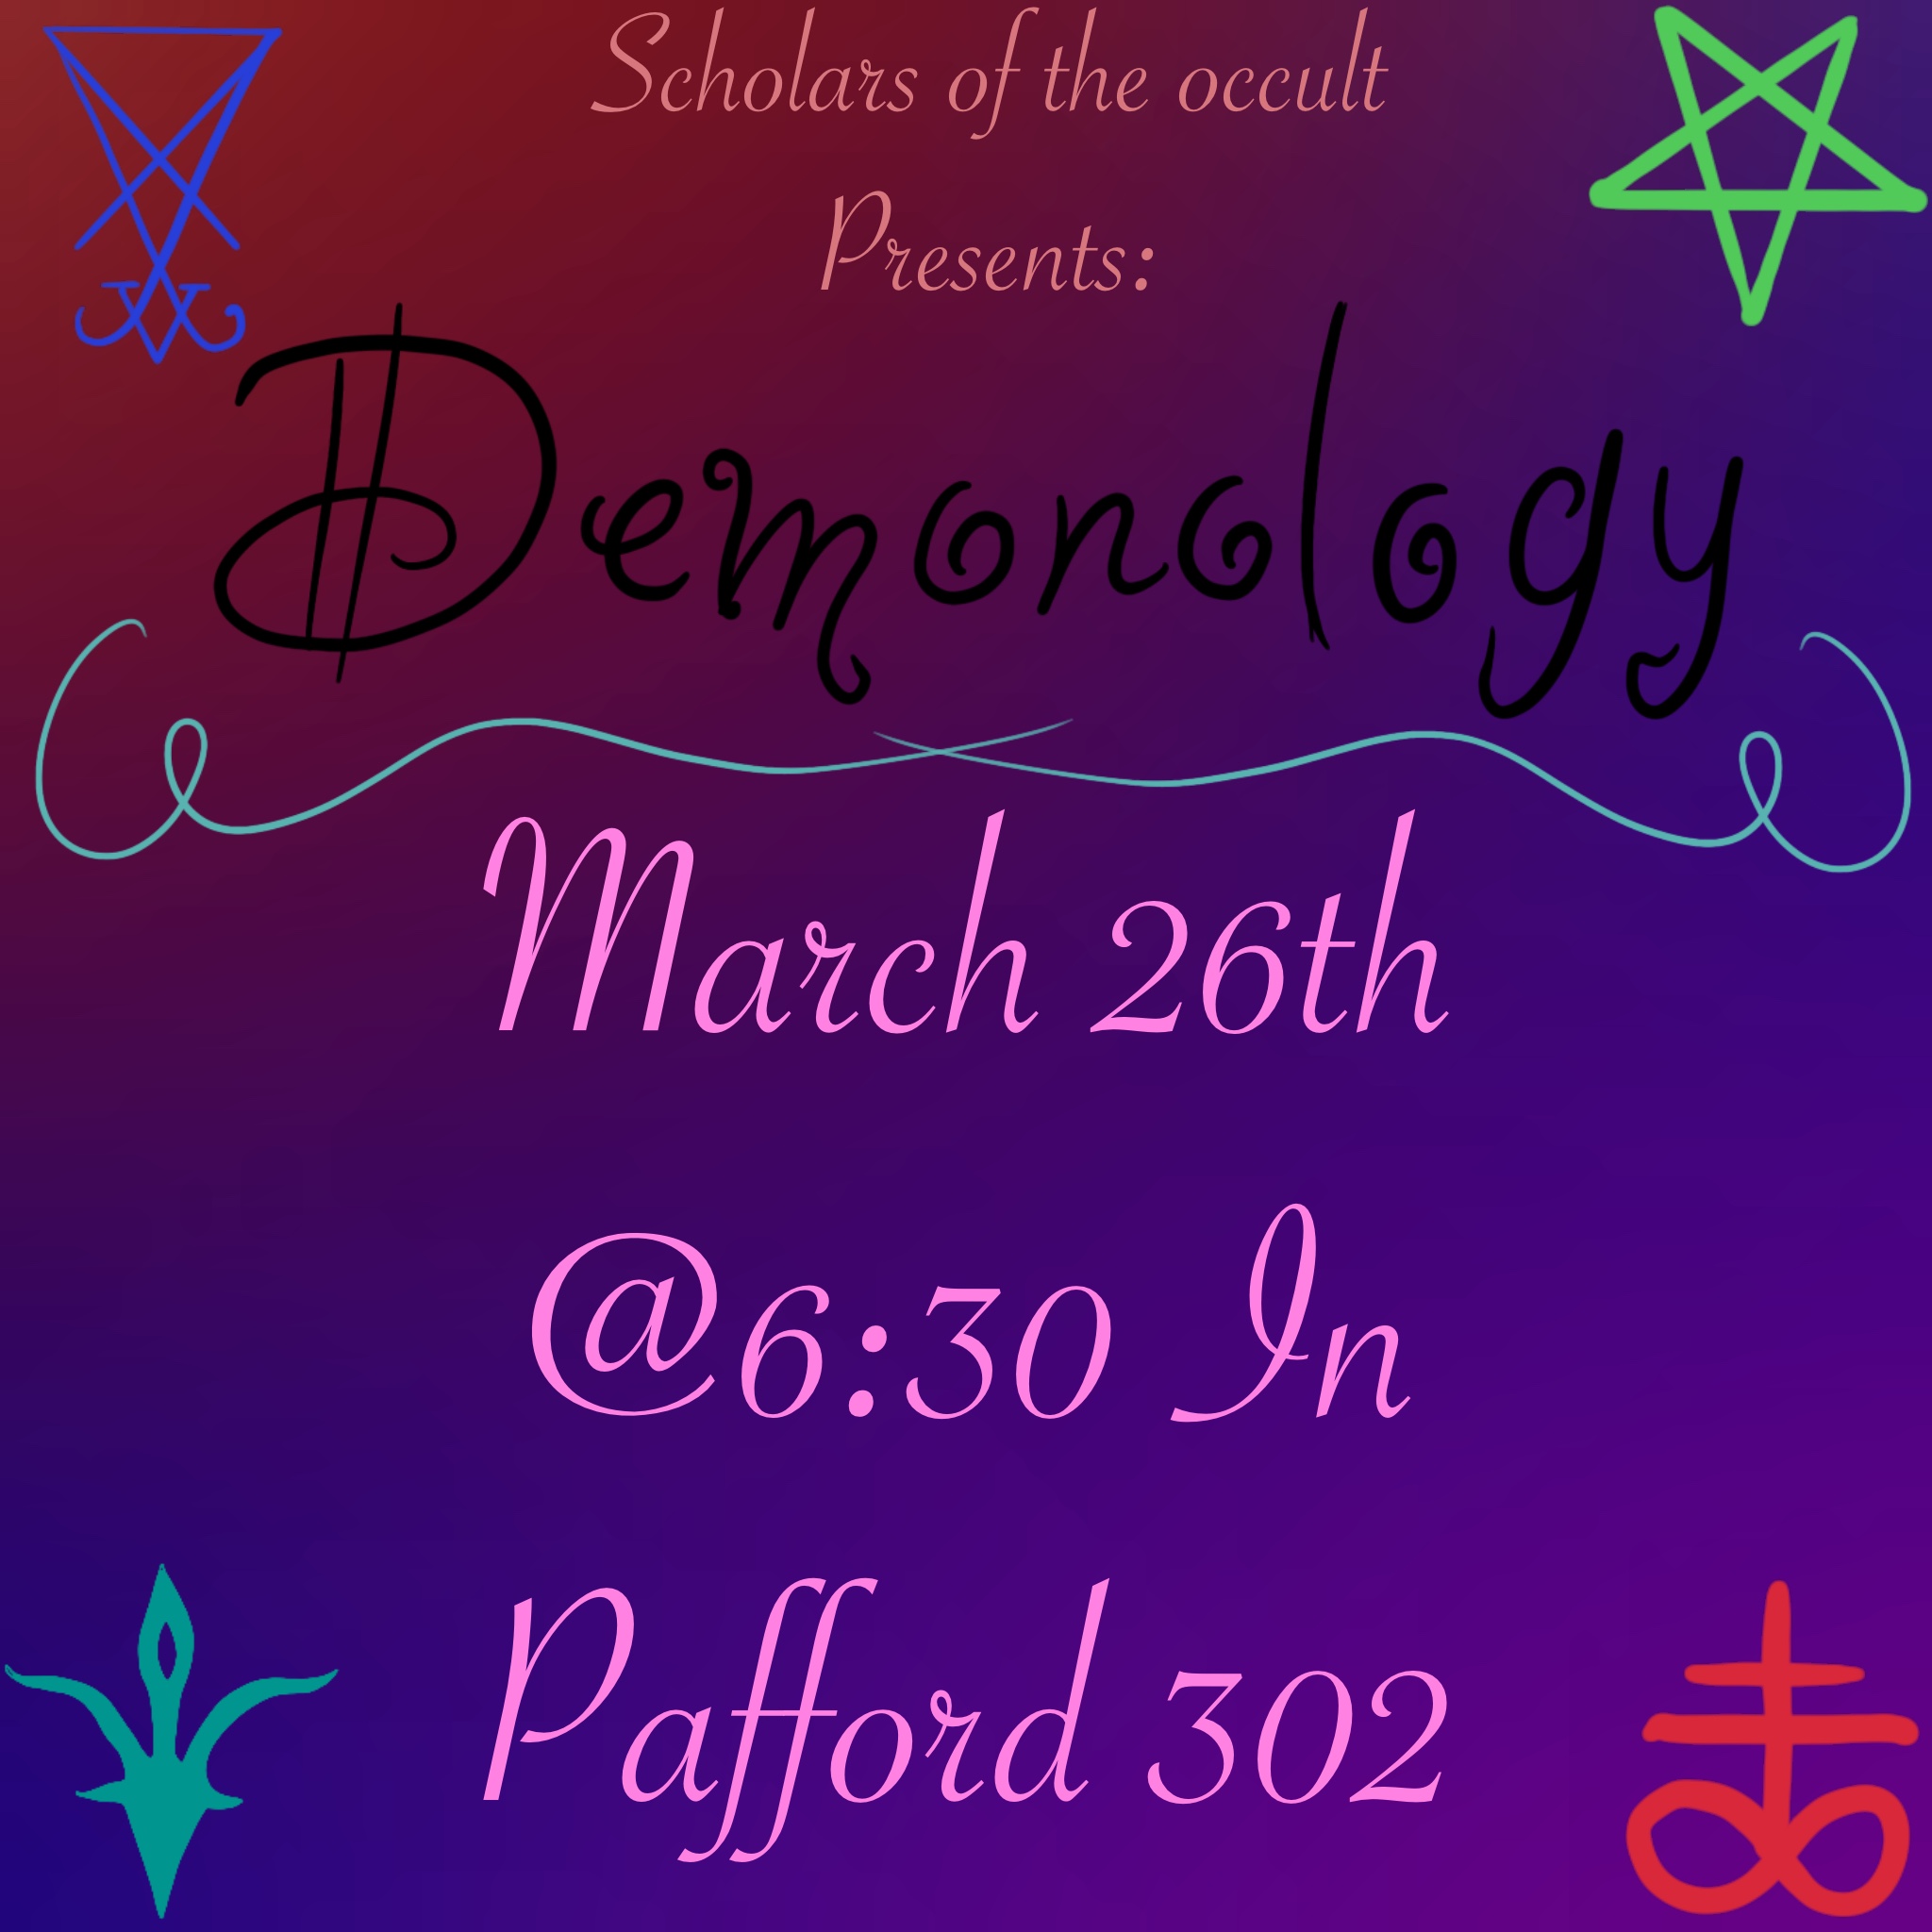 Scholars of the occult
Presents:
Demonology
March 26th
@6:30 In
Pafford 302